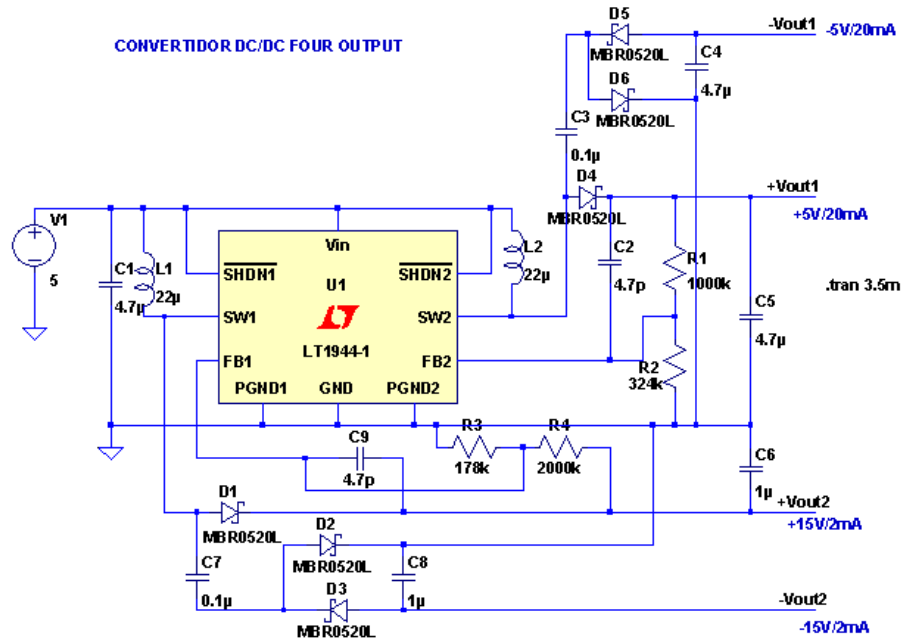 CONVERTIDOR DC/DC FOUR OUTPUT
D5
MBR0520L
-Vout1
-5V/20mA
C4
4.7µ
D6
MBR0520L
C3
0.1µ
D4
MBR0520L
+Vout1
+5V/20mA
V1
5
C1
4.7µ
L1
22µ
Vin
SHDN1
SHDN2
U1
SW1
SW2
LT1944-1
FB1
FB2
PGND1
GND
PGND2
L2
22µ
C2
4.7p
R1
1000k
.tran 3.5m
C5
4.7µ
R2
324k
R3
178k
R4
2000k
C9
4.7p
C6
1µ
D1
MBR0520L
+Vout2
+15V/2mA
D2
MBR0520L
C7
0.1µ
C8
1µ
D3
MBR0520L
-Vout2
-15V/2mA